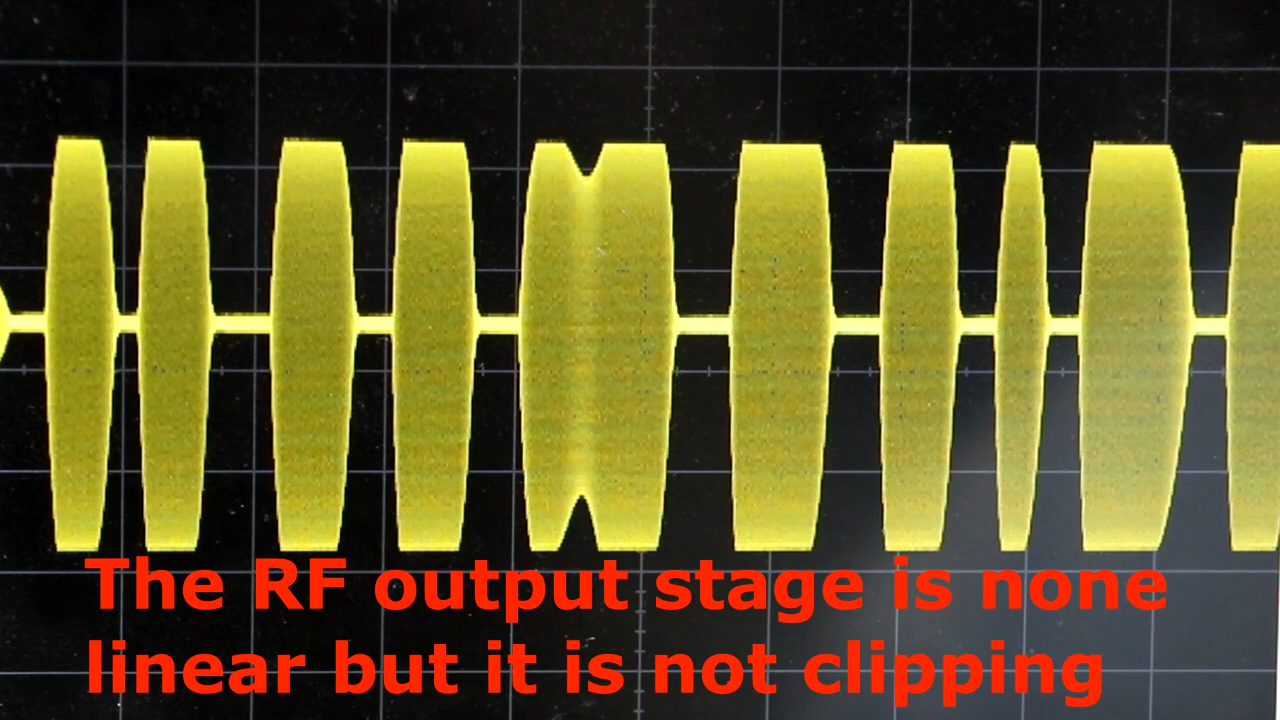 The RF output stage is none
linear but it is not clipping